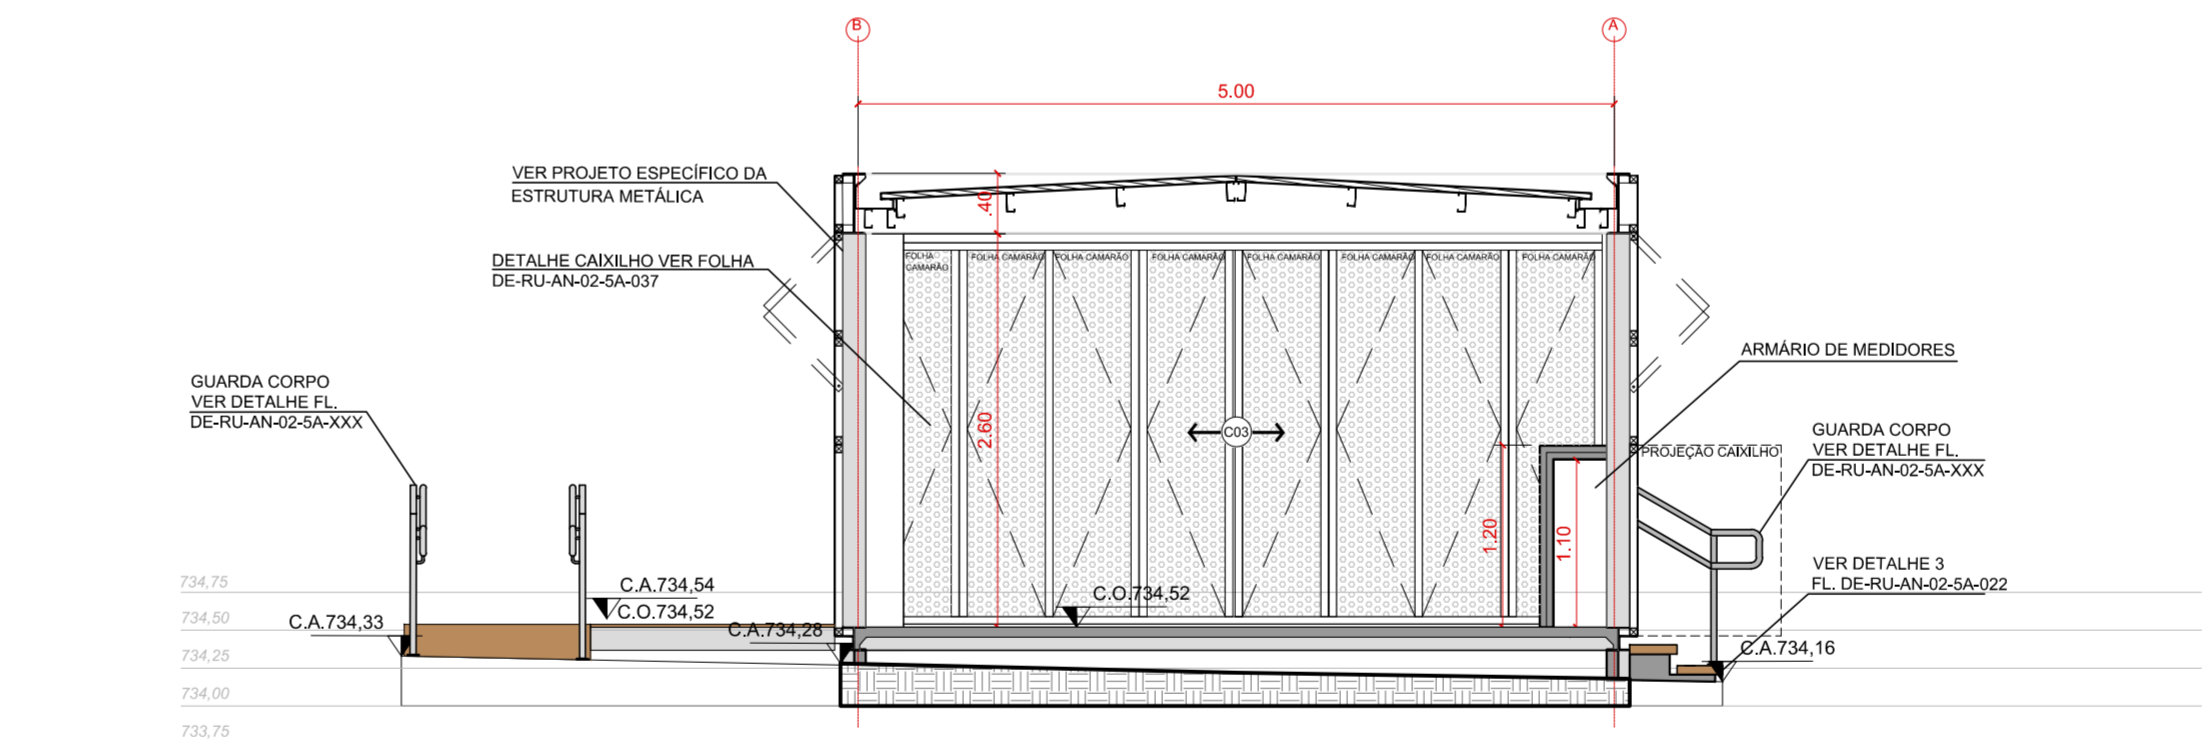 B
A
5.00
VER PROJETO ESPECÍFICO DA
ESTRUTURA METÁLICA
.40
DETALHE CAIXILHO VER FOLHA
DE-RU-AN-02-5A-037
FOLHA
CAMARÃO
FOLHA CAMARÃO
FOLHA CAMARÃO
FOLHA CAMARÃO
FOLHA CAMARÃO
FOLHA CAMARÃO
FOLHA CAMARÃO
FOLHA CAMARÃO
ARMÁRIO DE MEDIDORES
GUARDA CORPO
VER DETALHE FL.
DE-RU-AN-02-5A-XXX
2.60
C03
GUARDA CORPO
VER DETALHE FL.
DE-RU-AN-02-5A-XXX
PROJEÇÃO CAIXILHO
1.20
1.10
VER DETALHE 3
FL. DE-RU-AN-02-5A-022
734,75
C.A.734,54
C.O.734,52
C.O.734,52
734,50
C.A.734,33
C.A.734,28
C.A.734,16
734,25
734,00
733,75